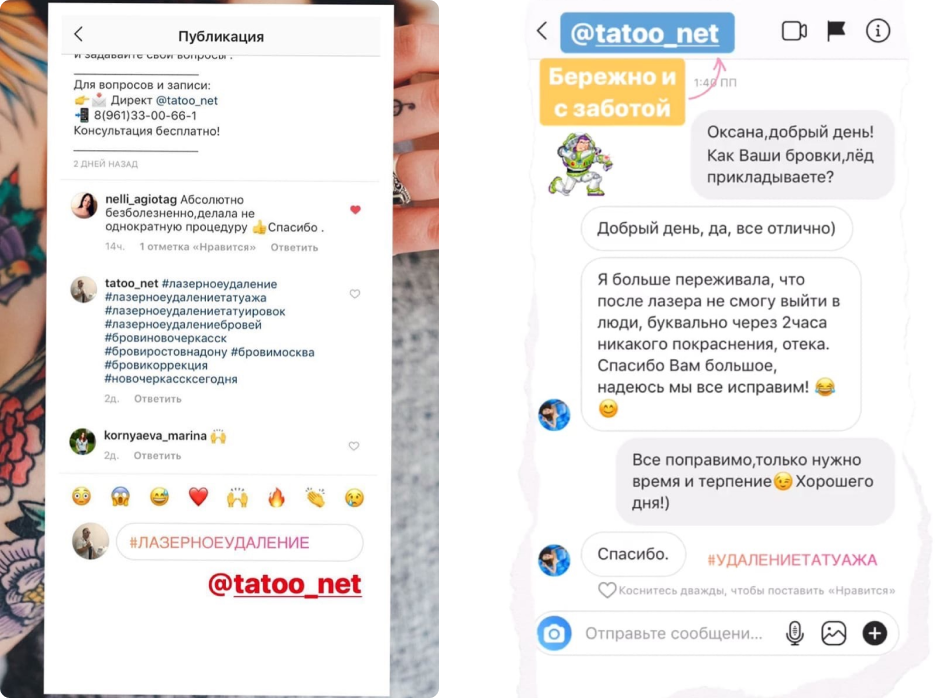 Публикация
и задавайте свои вопросы .
Для вопросов и записи:
👉📩 Директ @tatoo_net
📲 8(961)33-00-66-1
Консультация бесплатно!
2 ДНЕЙ НАЗАД
nelli_agiotag Абсолютно
безболезненно,делала не
однократную процедуру 👍Спасибо .
14ч. 1 отметка «Нравится» Ответить
tatoo_net #лазерноеудаление
#лазерноеудалениетатуажа
#лазерноеудалениетатуировок
#лазерноеудалениебровей
#бровиновочеркасск
#бровиростовнадону #бровимосква
#бровикоррекция
#новочеркассксегодня
2д. Ответить
kornyaeva_marina 🙌
2д. Ответить
😳 😱 😅 ❤️ 🙌 🔥 👏 😢
#ЛАЗЕРНОЕУДАЛЕНИЕ
@tatoo_net
@tatoo_net
Бережно и
с заботой
1:40 ПП
Оксана,добрый день!
Как Ваши бровки,лёд
прикладываете?
Добрый день, да, все отлично)
Я больше переживала, что
после лазера не смогу выйти в
люди, буквально через 2часа
никакого покраснения, отека.
Спасибо Вам большое,
надеюсь мы все исправим! 😂
😊
Все поправимо,только нужно
время и терпение😉Хорошего
дня!)
Спасибо.
#УДАЛЕНИЕТАТУАЖА
Коснитесь дважды, чтобы поставить «Нравится»
Отправьте сообщени...